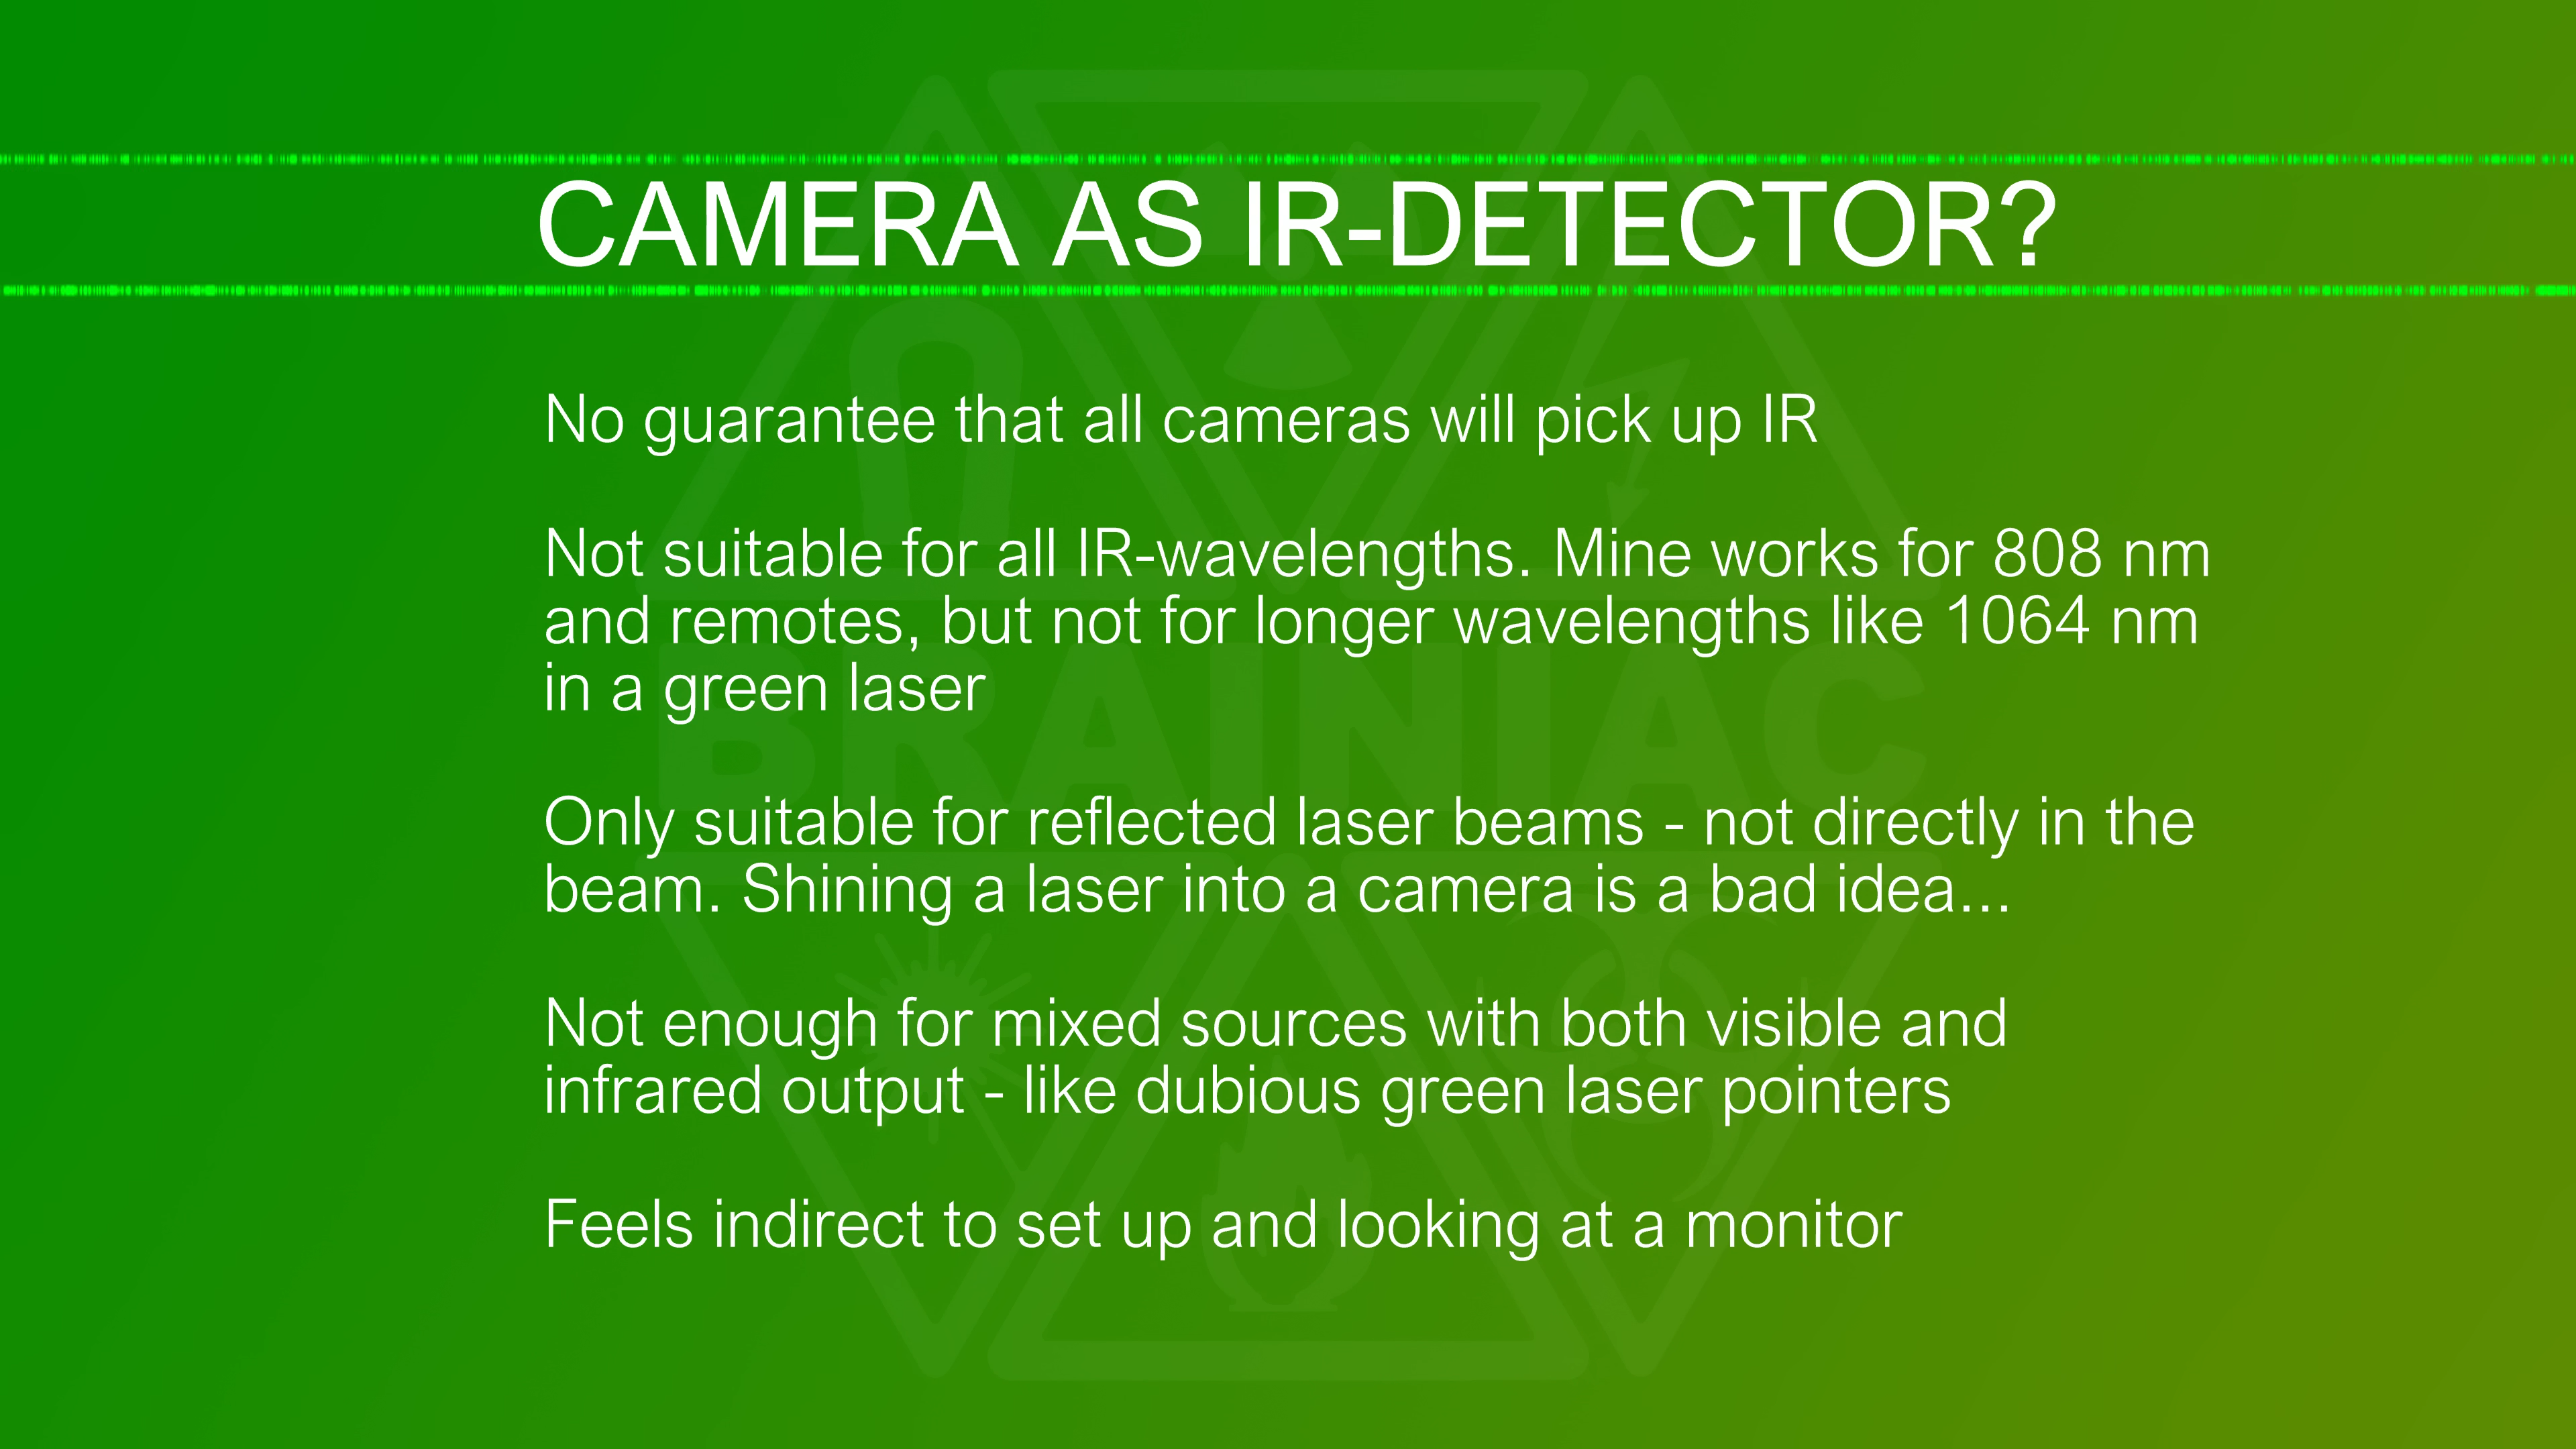 CAMERA AS IR-DETECTOR?
No guarantee that all cameras will pick up IR
Not suitable for all IR-wavelengths. Mine works for 808 nm
and remotes, but not for longer wavelengths like 1064 nm
in a green laser
BRAINIAC
Only suitable for reflected laser beams - not directly in the
beam. Shining a laser into a camera is a bad idea...
Not enough for mixed sources with both visible and
infrared output - like dubious green laser pointers
Feels indirect to set up and looking at a monitor